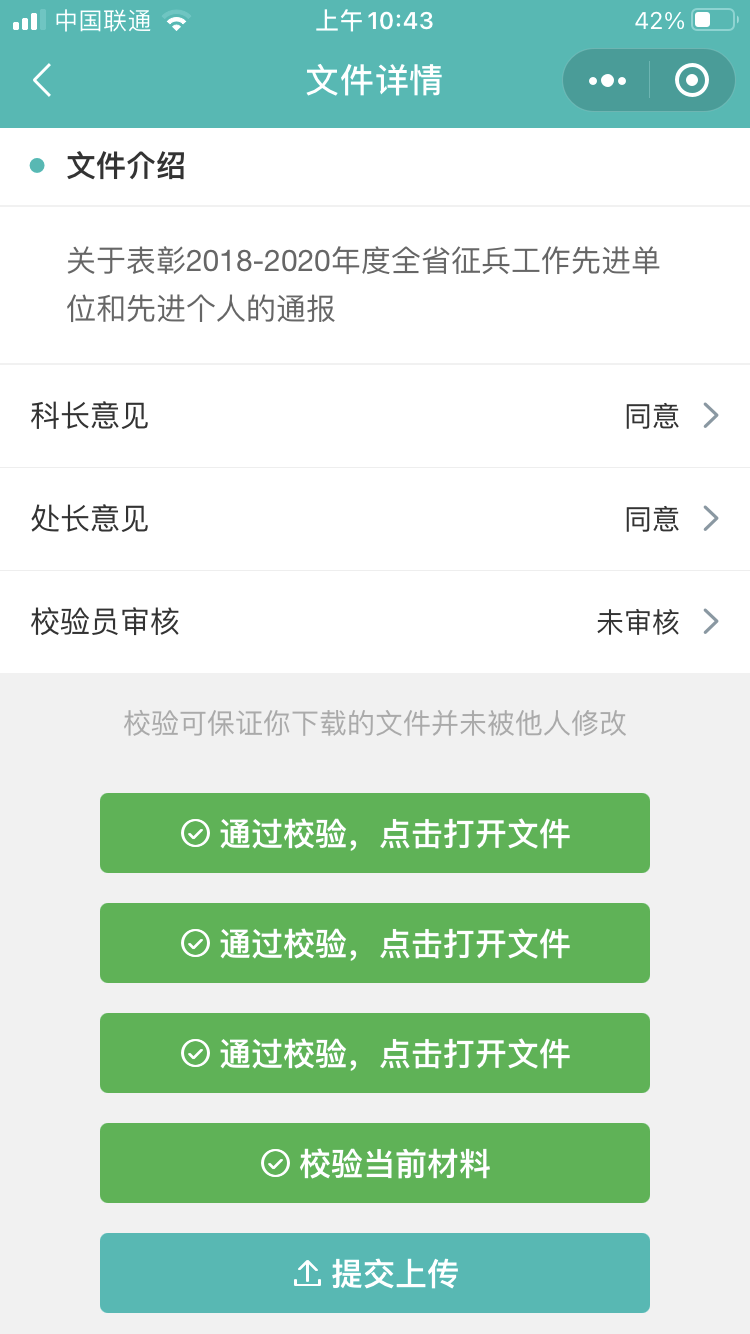 中国联通
上午10:43
42%
文件详情
文件介绍
关于表彰2018-2020年度全省征兵工作先进单
位和先进个人的通报
科长意见
同意
处长意见
同意
校验员审核
未审核
校验可保证你下载的文件并未被他人修改
通过校验，点击打开文件
通过校验，点击打开文件
通过校验，点击打开文件
校验当前材料
提交上传